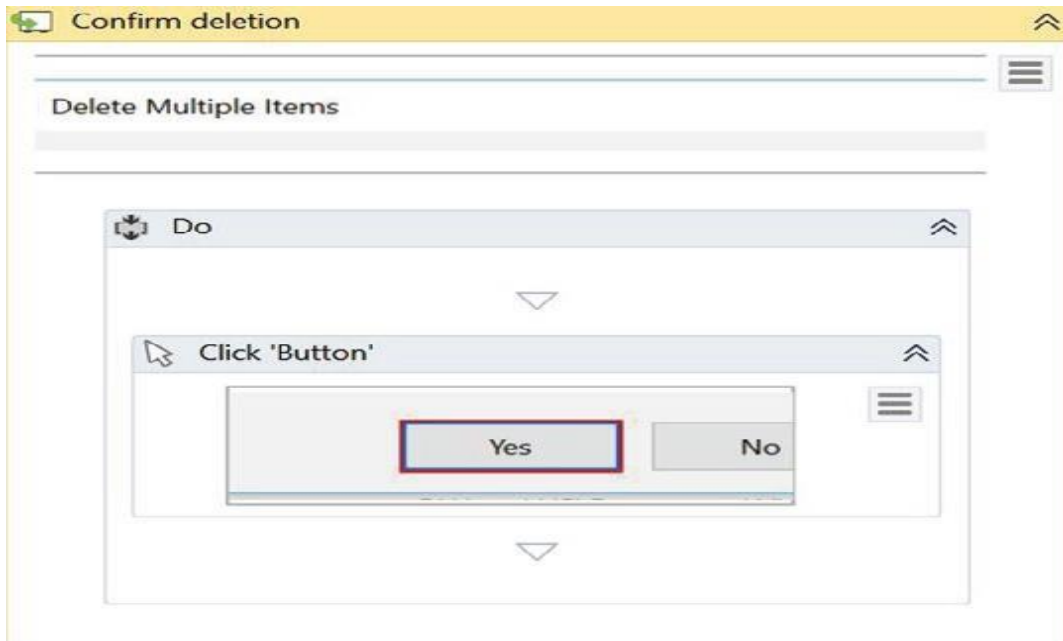 Confirm deletion
Delete Multiple Items
Do
Click 'Button'
Yes No